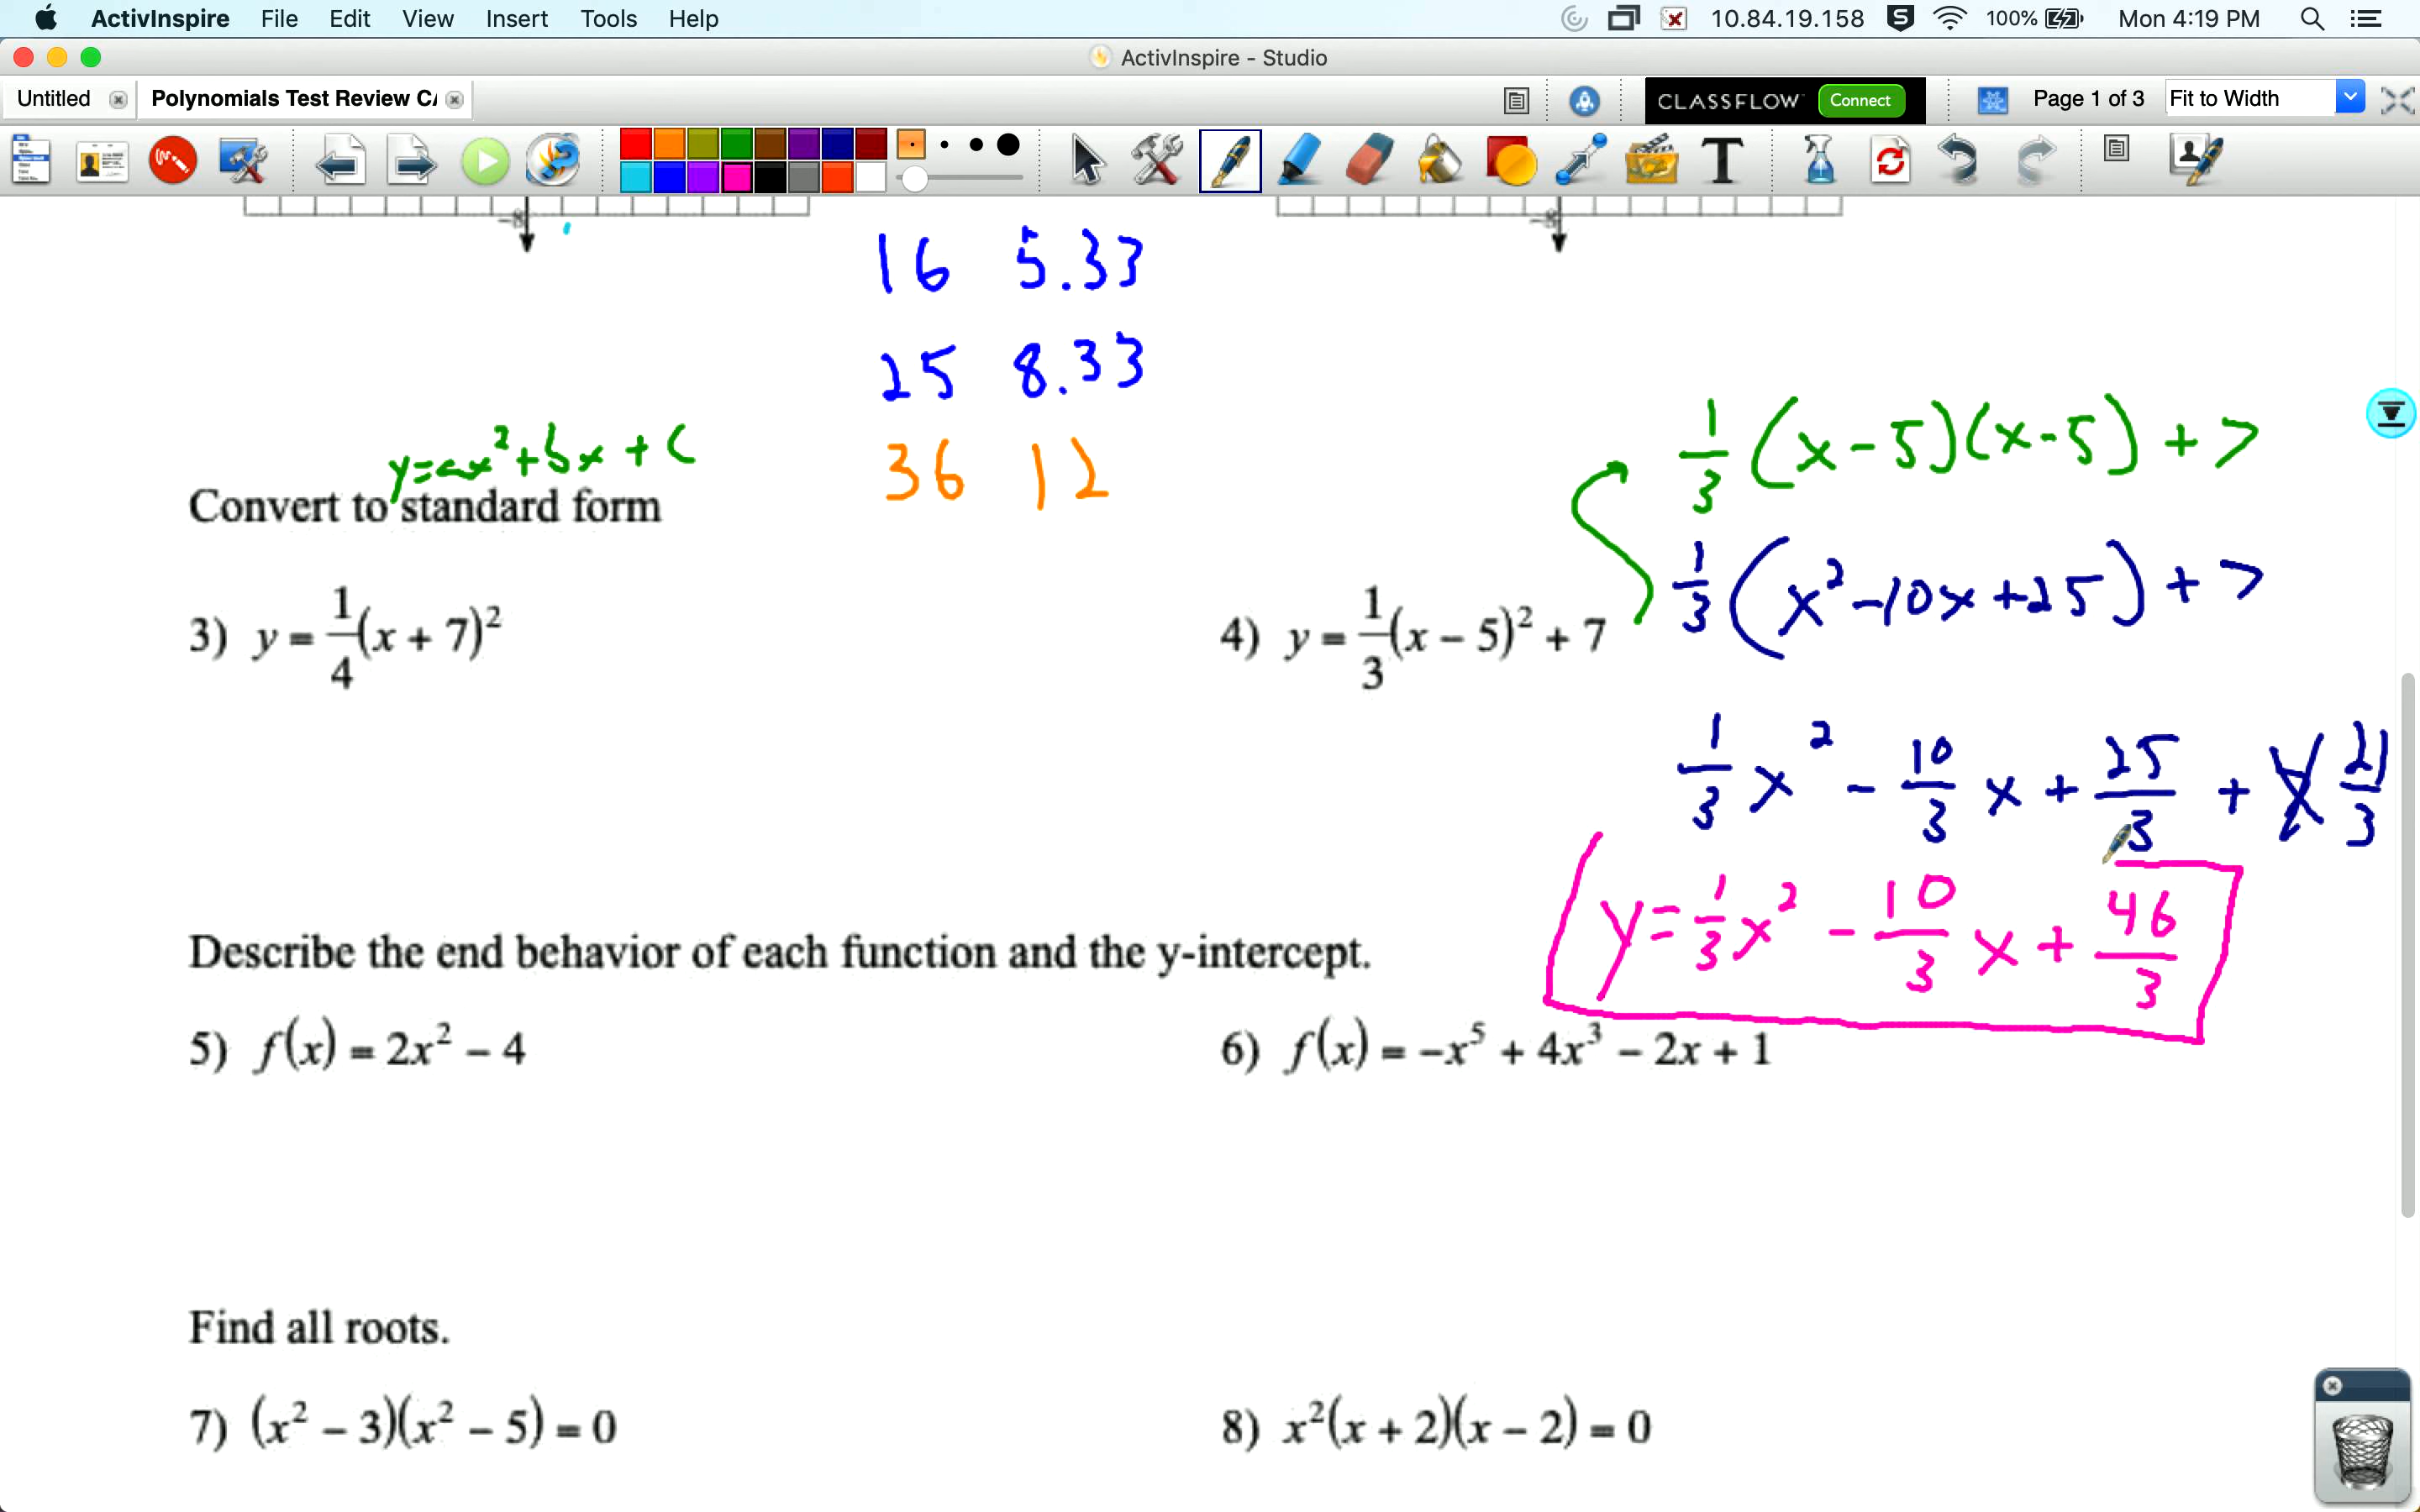 ActivInspire File Edit View Insert Tools Help 10.84.19.158 100% Mon 4:19 PM
ActivInspire - Studio
Untitled Polynomials Test Review C/ CLASSFLOW Connect Page 1 of 3 Fit to Width
T
-8 -8
16 5.33
25 8.33
36 12
y=ax²+bx+c
Convert to standard form
3) y = 1/4(x + 7)²
4) y = 1/3(x − 5)² + 7
1/3 (x-5)(x-5)+7
1/3 (x²-10x+25)+7
1/3 x² - 10/3 x + 25/3 + 21/3
y=1/3x² - 10/3 x + 46/3
Describe the end behavior of each function and the y-intercept.
5) f(x) = 2x² − 4
6) f(x) = −x⁵ + 4x³ − 2x + 1
Find all roots.
7) (x² − 3)(x² − 5) = 0
8) x²(x + 2)(x − 2) = 0